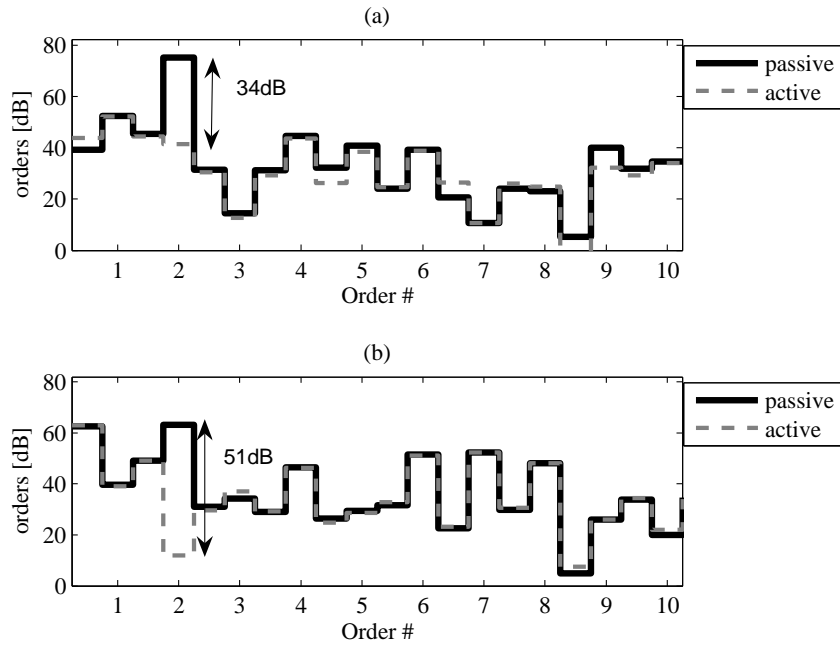 (a)
orders [dB]
80
60
40
20
0
34dB
passive
active
1 2 3 4 5 6 7 8 9 10
Order #
(b)
orders [dB]
80
60
40
20
0
51dB
passive
active
1 2 3 4 5 6 7 8 9 10
Order #